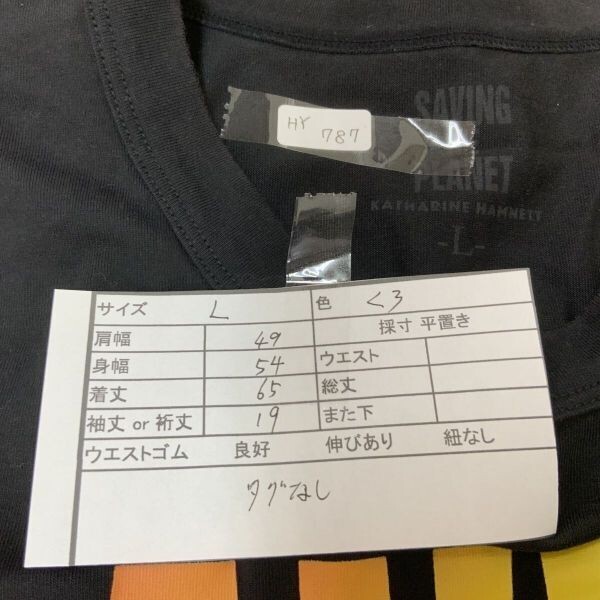 HY
787
SAVING
PLANET
KATHARINE HAMNETT
-L-
サイズ L 色 くろ
肩幅 49 採寸 平置き
身幅 54 ウエスト
着丈 65 総丈
袖丈 or 裄丈 19 また下
ウエストゴム 良好 伸びあり 紐なし
タグなし